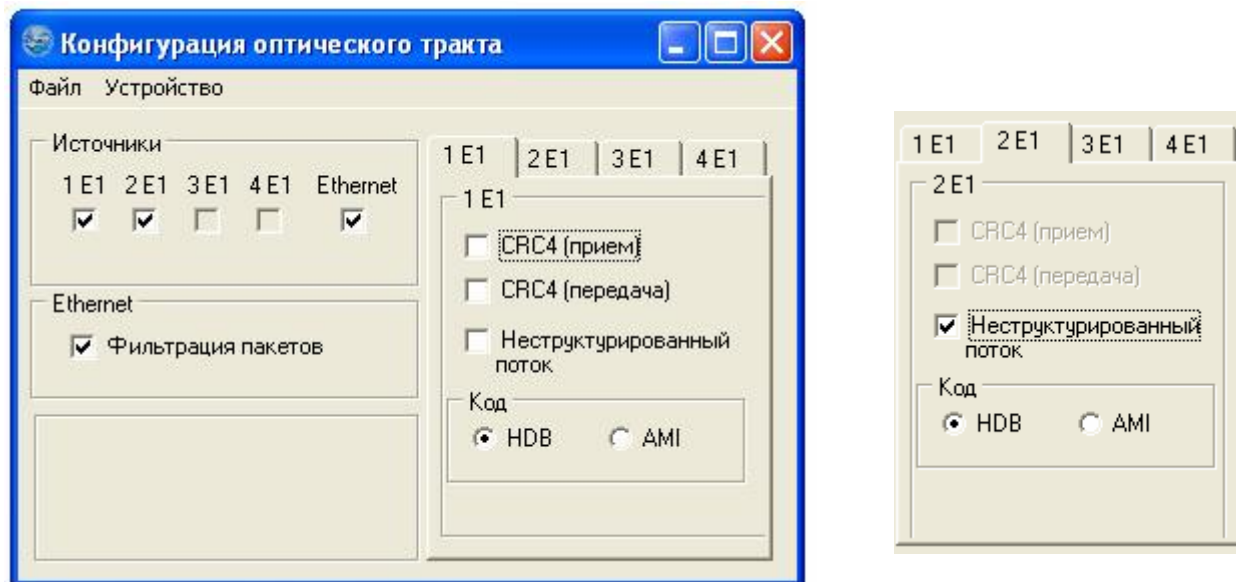 Конфигурация оптического тракта
Файл Устройство
Источники
1 E1 2 E1 3 E1 4 E1 Ethernet
Ethernet
Фильтрация пакетов
1 E1 2 E1 3 E1 4 E1
1 E1
CRC4 (прием)
CRC4 (передача)
Неструктурированный
поток
Код
HDB AMI
1 E1 2 E1 3 E1 4 E1
2 E1
CRC4 (прием)
CRC4 (передача)
Неструктурированный
поток
Код
HDB AMI